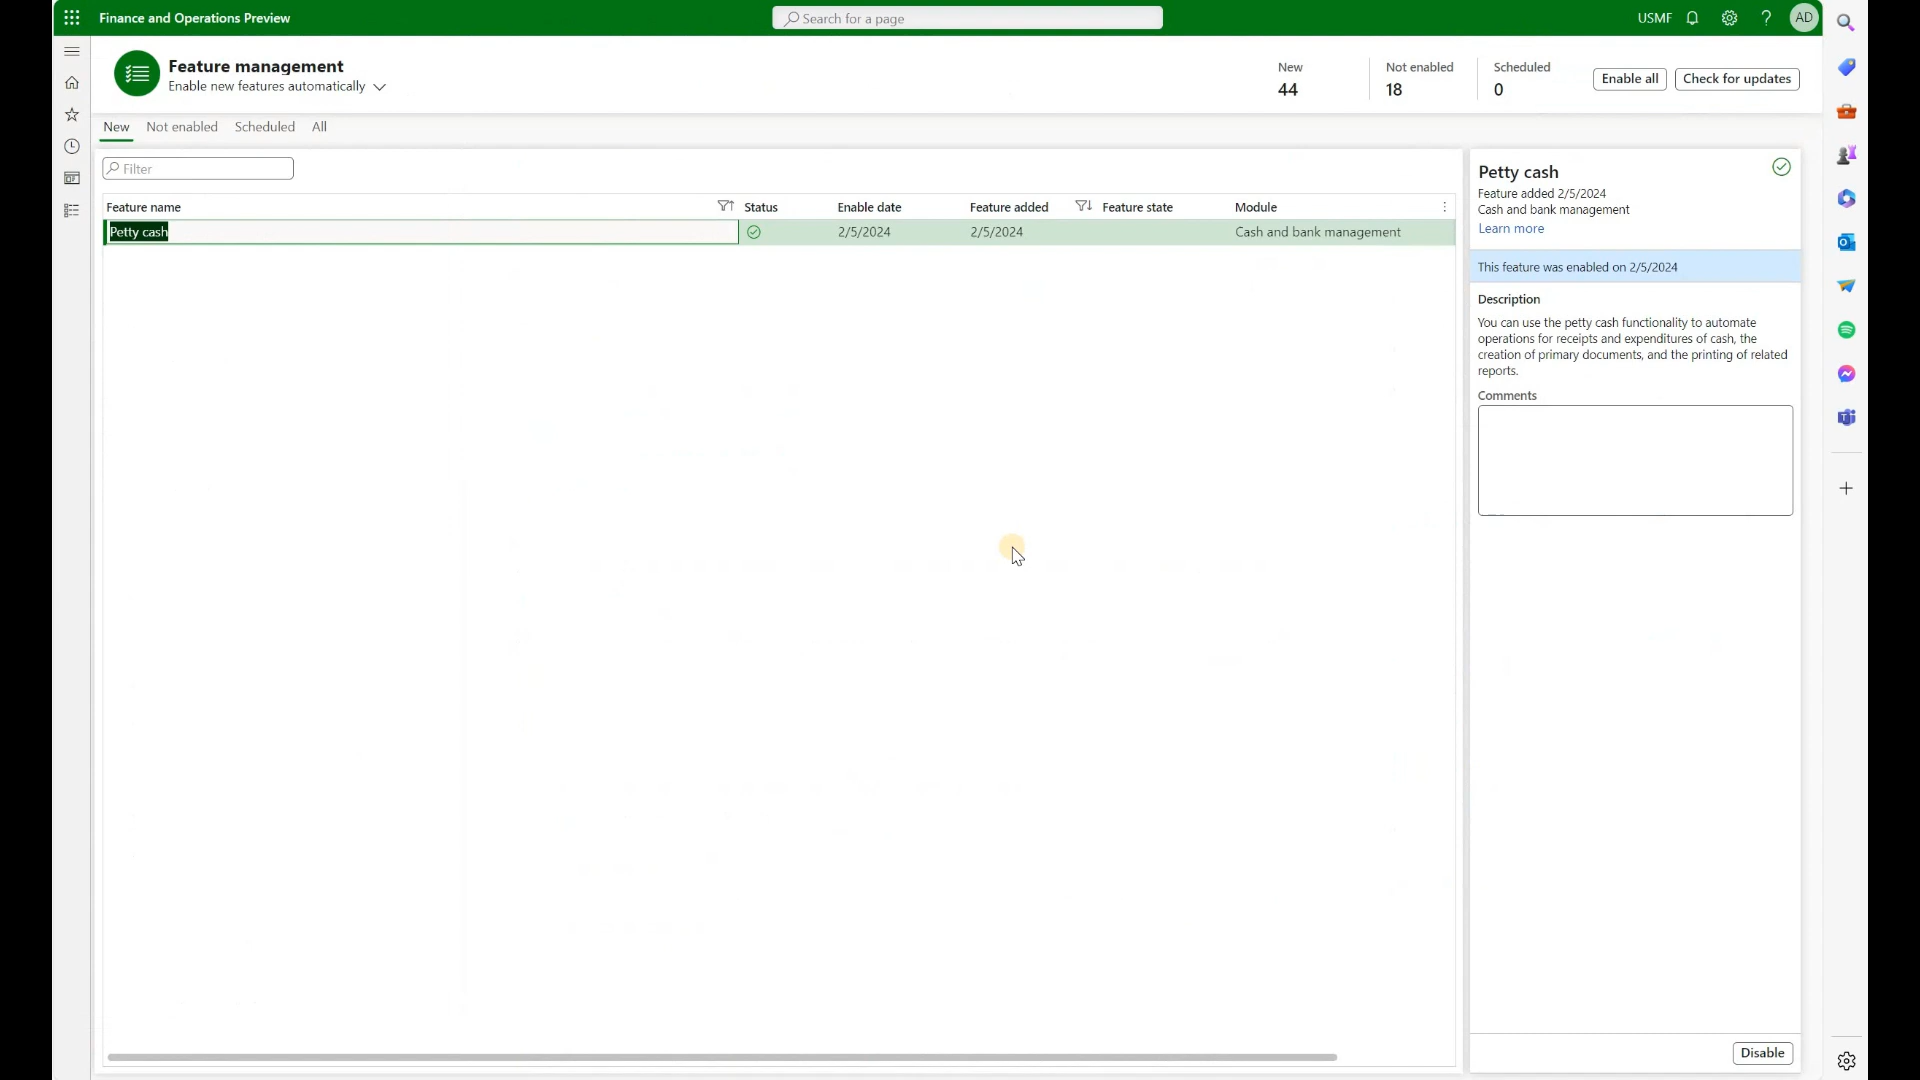 Finance and Operations Preview
Search for a page
USMF
AD
Feature management
Enable new features automatically
New
44
Not enabled
18
Scheduled
0
Enable all
Check for updates
New Not enabled Scheduled All
Filter
Feature name Status Enable date Feature added Feature state Module
Petty cash 2/5/2024 2/5/2024 Cash and bank management
Petty cash
Feature added 2/5/2024
Cash and bank management
Learn more
This feature was enabled on 2/5/2024
Description
You can use the petty cash functionality to automate
operations for receipts and expenditures of cash, the
creation of primary documents, and the printing of related
reports.
Comments
Disable